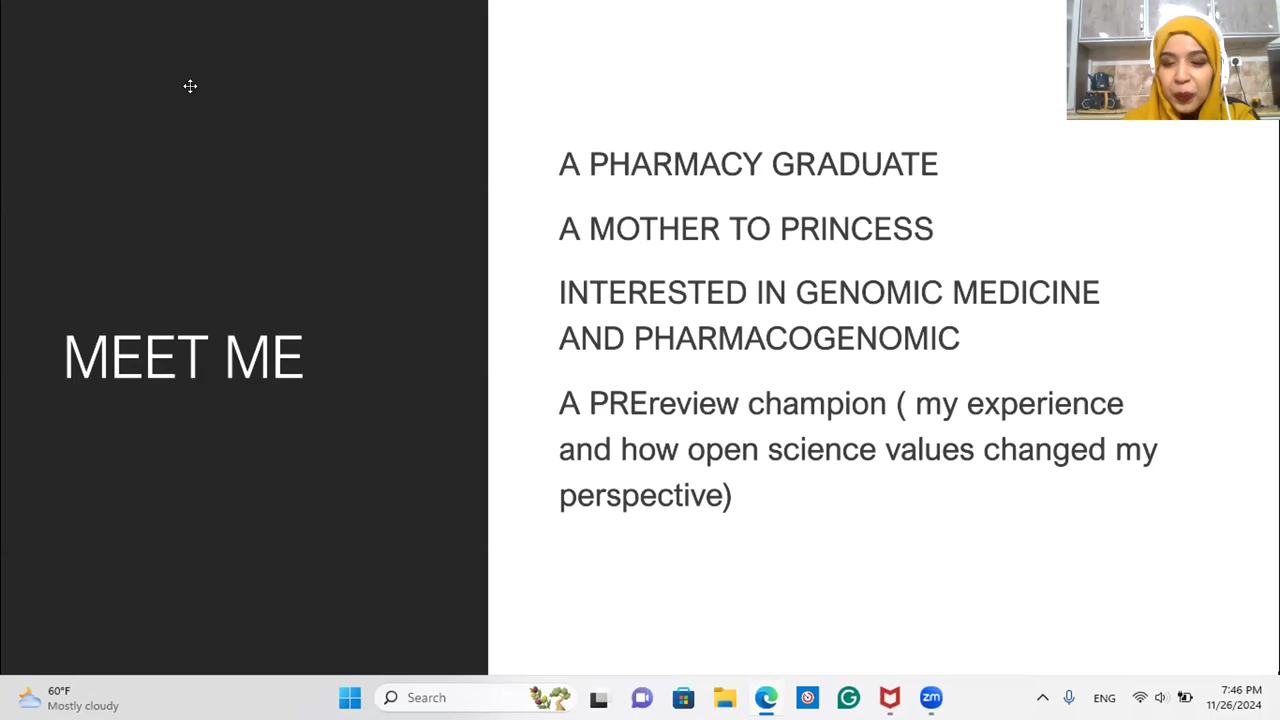 MEET ME
A PHARMACY GRADUATE
A MOTHER TO PRINCESS
INTERESTED IN GENOMIC MEDICINE
AND PHARMACOGENOMIC
A PREreview champion ( my experience
and how open science values changed my
perspective)
60°F
Mostly cloudy
Search
zm
ENG
7:46 PM
11/26/2024